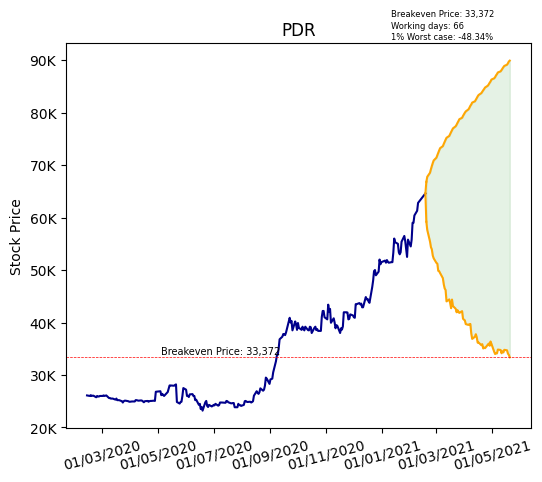 Breakeven Price: 33,372
Working days: 66
1% Worst case: -48.34%
PDR
90K
80K
70K
60K
50K
40K
30K
20K
Stock Price
Breakeven Price: 33,372
01/03/2020 01/05/2020 01/07/2020 01/09/2020 01/11/2020 01/01/2021 01/03/2021 01/05/2021